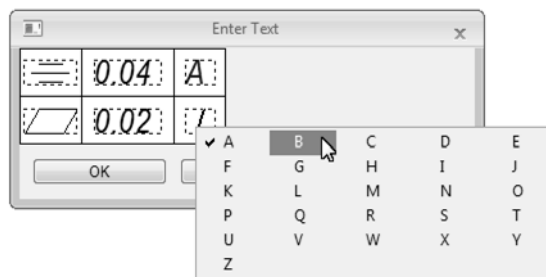 Enter Text
0.04 A
0.02
OK
✔ A B C D E
F G H I J
K L M N O
P Q R S T
U V W X Y
Z